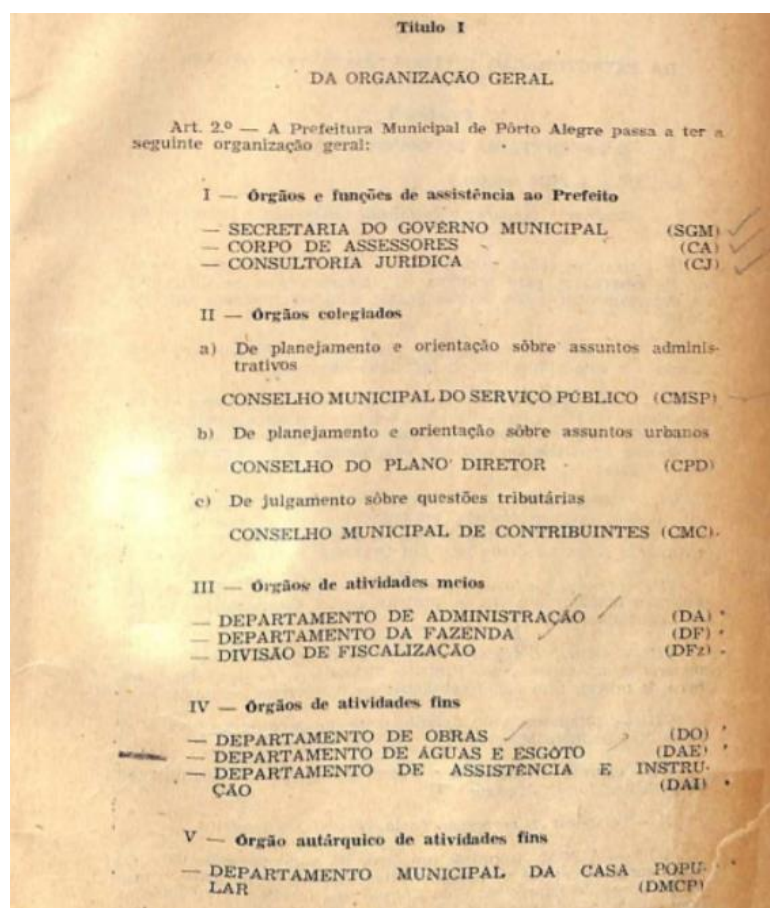 Título I
DA ORGANIZAÇÃO GERAL
Art. 2.º — A Prefeitura Municipal de Pôrto Alegre passa a ter a
seguinte organização geral:
I — Órgãos e funções de assistência ao Prefeito
— SECRETARIA DO GOVÊRNO MUNICIPAL (SGM)
— CORPO DE ASSESSORES (CA)
— CONSULTORIA JURÍDICA (CJ)
II — Órgãos colegiados
a) De planejamento e orientação sôbre assuntos adminis-
trativos
CONSELHO MUNICIPAL DO SERVIÇO PÚBLICO (CMSP)
b) De planejamento e orientação sôbre assuntos urbanos
CONSELHO DO PLANO DIRETOR (CPD)
c) De julgamento sôbre questões tributárias
CONSELHO MUNICIPAL DE CONTRIBUINTES (CMC)
III — Órgãos de atividades meios
— DEPARTAMENTO DE ADMINISTRAÇÃO (DA)
— DEPARTAMENTO DA FAZENDA (DF)
— DIVISÃO DE FISCALIZAÇÃO (DFz)
IV — Órgãos de atividades fins
— DEPARTAMENTO DE OBRAS (DO)
— DEPARTAMENTO DE ÁGUAS E ESGÔTO (DAE)
— DEPARTAMENTO DE ASSISTÊNCIA E INSTRU-
ÇÃO (DAI)
V — Órgão autárquico de atividades fins
— DEPARTAMENTO MUNICIPAL DA CASA POPU-
LAR (DMCP)